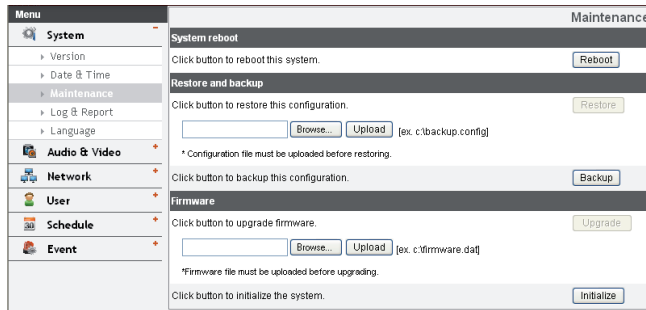 Menu
Maintenance
System
Version
Date & Time
Maintenance
Log & Report
Language
Audio & Video
Network
User
Schedule
Event
System reboot
Click button to reboot this system.
Reboot
Restore and backup
Click button to restore this configuration.
Restore
Browse...
Upload
[ex. c:\backup.config]
* Configuration file must be uploaded before restoring.
Click button to backup this configuration.
Backup
Firmware
Click button to upgrade firmware.
Upgrade
Browse...
Upload
[ex. c:\firmware.dat]
*Firmware file must be uploaded before upgrading.
Click button to initialize the system.
Initialize